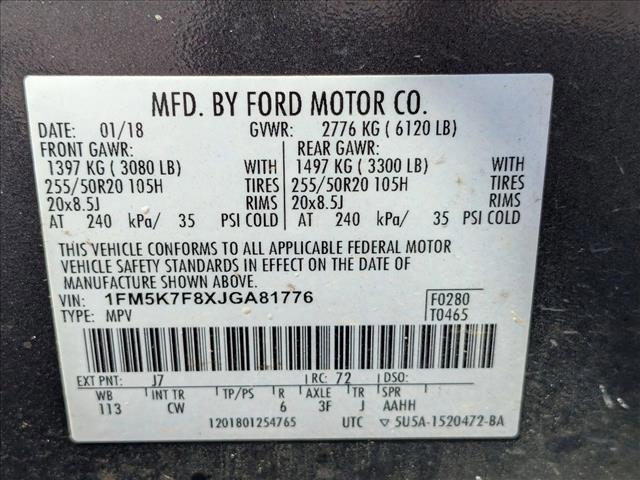 MFD. BY FORD MOTOR CO.
DATE: 01/18 GVWR: 2776 KG ( 6120 LB)
FRONT GAWR: REAR GAWR:
1397 KG ( 3080 LB) WITH 1497 KG ( 3300 LB) WITH
255/50R20 105H TIRES 255/50R20 105H TIRES
20x8.5J RIMS 20x8.5J RIMS
AT 240 kPa/ 35 PSI COLD AT 240 kPa/ 35 PSI COLD
THIS VEHICLE CONFORMS TO ALL APPLICABLE FEDERAL MOTOR
VEHICLE SAFETY STANDARDS IN EFFECT ON THE DATE OF
MANUFACTURE SHOWN ABOVE.
VIN: 1FM5K7F8XJGA81776 F0280
TYPE: MPV T0465
EXT PNT: J7 RC: 72 DSO:
WB INT TR TP/PS R AXLE TR SPR
113 CW 6 3F J AAHH
1201801254765 UTC ▽ 5U5A-1520472-BA